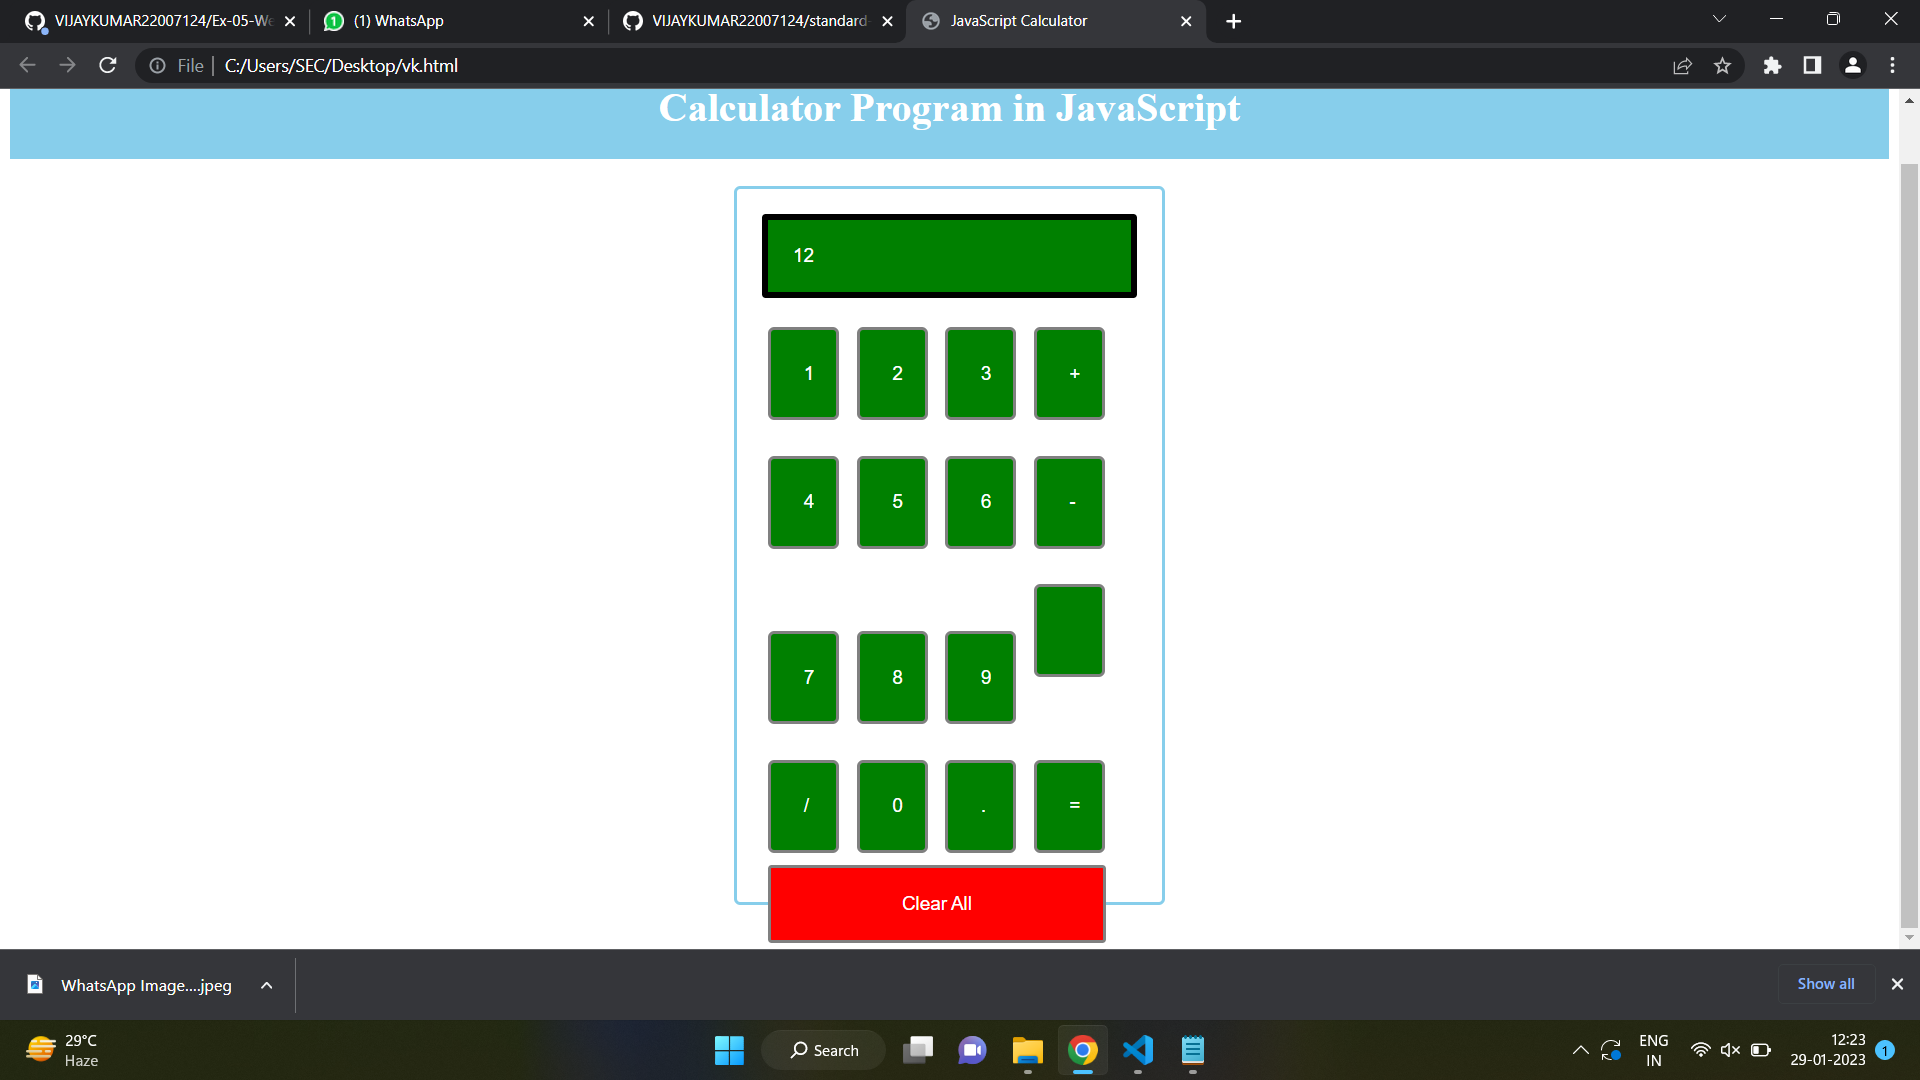 VIJAYKUMAR22007124/Ex-05-We
(1) WhatsApp
VIJAYKUMAR22007124/standard-
JavaScript Calculator
File
C:/Users/SEC/Desktop/vk.html
Calculator Program in JavaScript
12
1 2 3 +
4 5 6 -
7 8 9
/ 0 . =
Clear All
WhatsApp Image....jpeg
Show all
29°C
Haze
Search
ENG
IN
12:23
29-01-2023
1